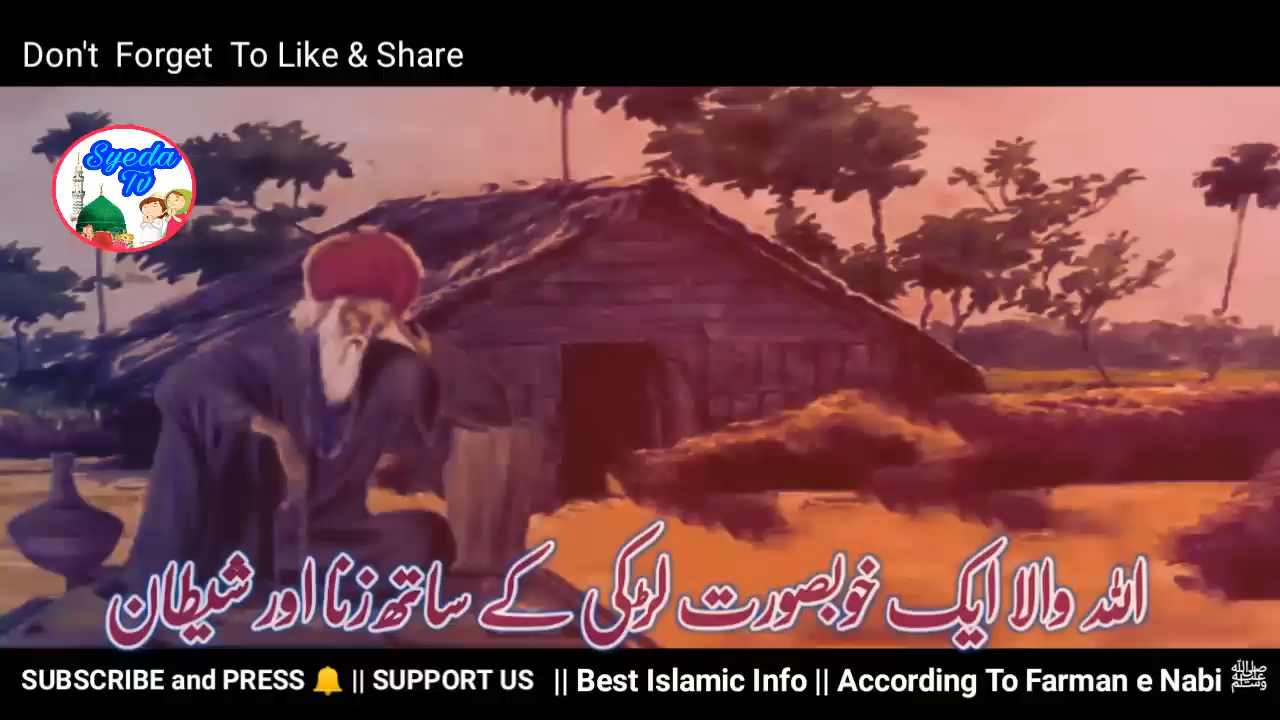 Don't Forget To Like & Share
Syeda
Tv
اللہ والا ایک خوبصورت لڑکی کے ساتھ زنا اور شیطان
SUBSCRIBE and PRESS 🔔 || SUPPORT US || Best Islamic Info || According To Farman e Nabi ﷺ